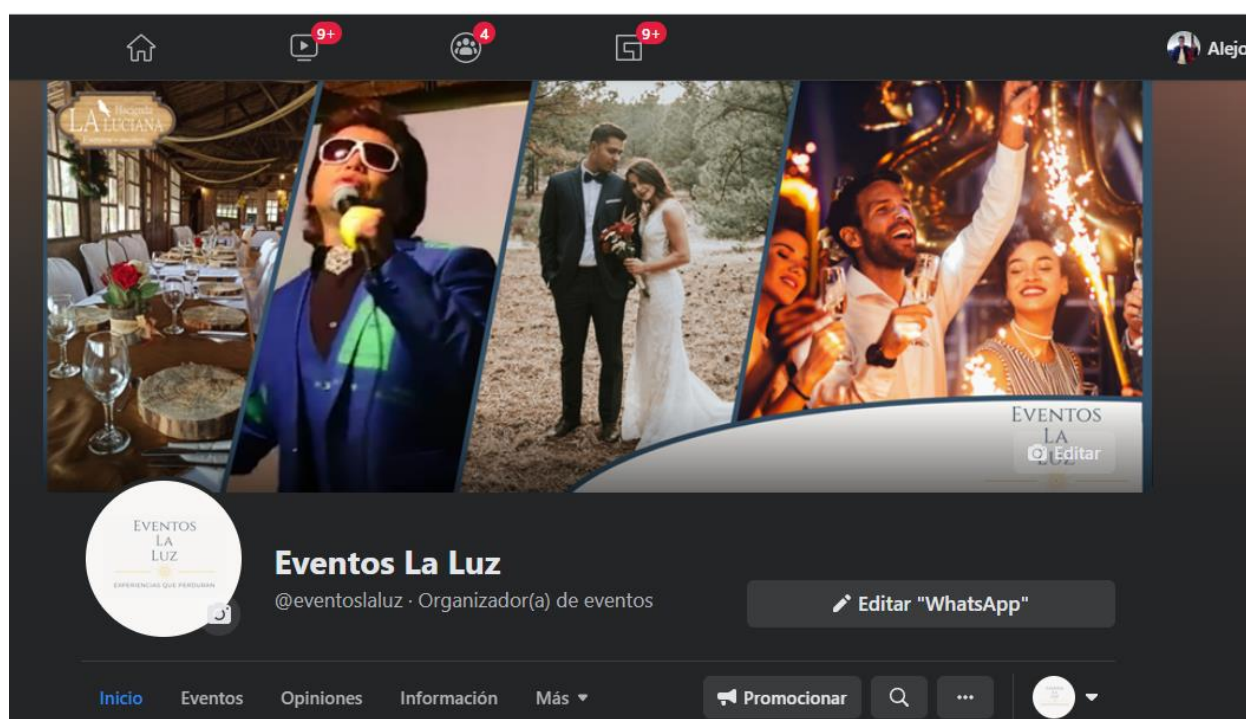 9+
4
9+
Alejo
Hacienda
LA LUCIANA
EVENTOS
LA
LUZ
Editar
EVENTOS
LA
LUZ
EXPERIENCIAS QUE PERDURAN
Eventos La Luz
@eventoslaluz · Organizador(a) de eventos
Editar "WhatsApp"
Inicio
Eventos
Opiniones
Información
Más
Promocionar